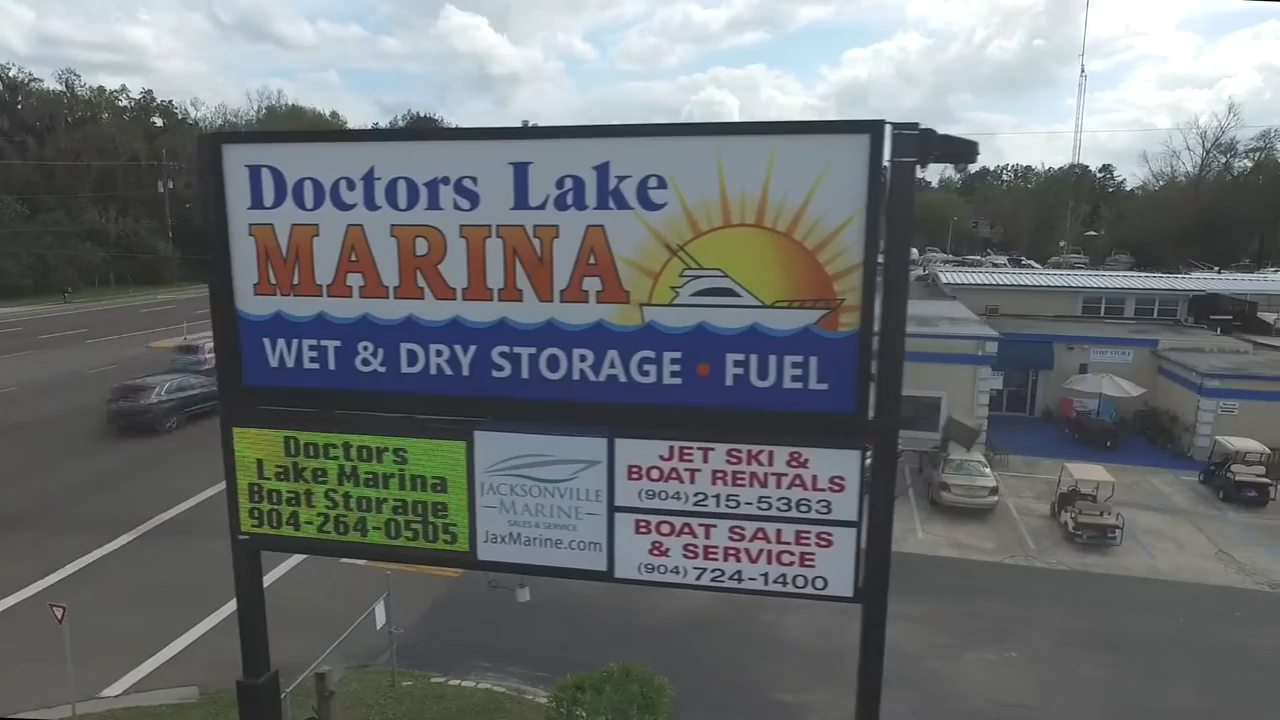 Doctors Lake
MARINA
WET & DRY STORAGE • FUEL
Doctors
Lake Marina
Boat Storage
904-264-0505
JACKSONVILLE
MARINE
SALES & SERVICE
JaxMarine.com
JET SKI &
BOAT RENTALS
(904) 215-5363
BOAT SALES
& SERVICE
(904) 724-1400
SHIP STORE